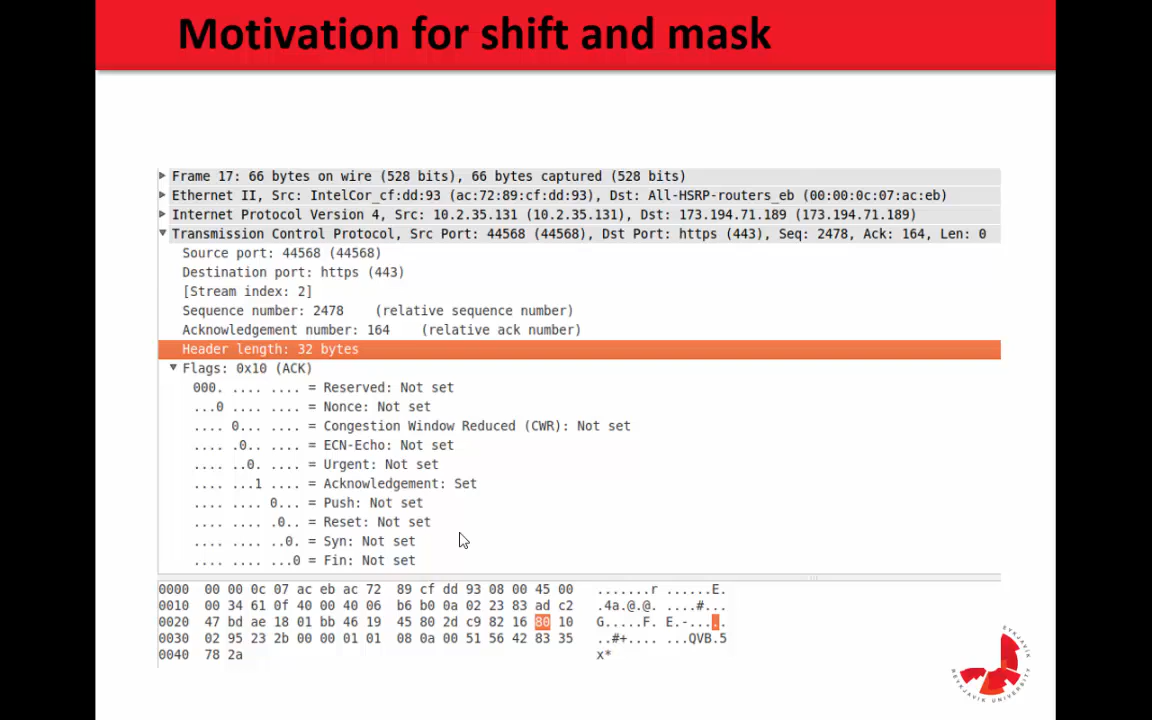 Motivation for shift and mask
Frame 17: 66 bytes on wire (528 bits), 66 bytes captured (528 bits)
Ethernet II, Src: IntelCor_cf:dd:93 (ac:72:89:cf:dd:93), Dst: All-HSRP-routers_eb (00:00:0c:07:ac:eb)
Internet Protocol Version 4, Src: 10.2.35.131 (10.2.35.131), Dst: 173.194.71.189 (173.194.71.189)
Transmission Control Protocol, Src Port: 44568 (44568), Dst Port: https (443), Seq: 2478, Ack: 164, Len: 0
Source port: 44568 (44568)
Destination port: https (443)
[Stream index: 2]
Sequence number: 2478 (relative sequence number)
Acknowledgement number: 164 (relative ack number)
Header length: 32 bytes
Flags: 0x10 (ACK)
000. .... .... = Reserved: Not set
...0 .... .... = Nonce: Not set
.... 0... .... = Congestion Window Reduced (CWR): Not set
.... .0.. .... = ECN-Echo: Not set
.... ..0. .... = Urgent: Not set
.... ...1 .... = Acknowledgement: Set
.... .... 0... = Push: Not set
.... .... .0.. = Reset: Not set
.... .... ..0. = Syn: Not set
.... .... ...0 = Fin: Not set
0000 00 00 0c 07 ac eb ac 72 89 cf dd 93 08 00 45 00 .......r ......E.
0010 00 34 61 0f 40 00 40 06 b6 b0 0a 02 23 83 ad c2 .4a.@.@. ....#...
0020 47 bd ae 18 01 bb 46 19 45 80 2d c9 82 16 80 10 G.....F. E.-.....
0030 02 95 23 2b 00 00 01 01 08 0a 00 51 56 42 83 35 ..#+.... ...QVB.5
0040 78 2a x*
REYKJAVIK UNIVERSITY